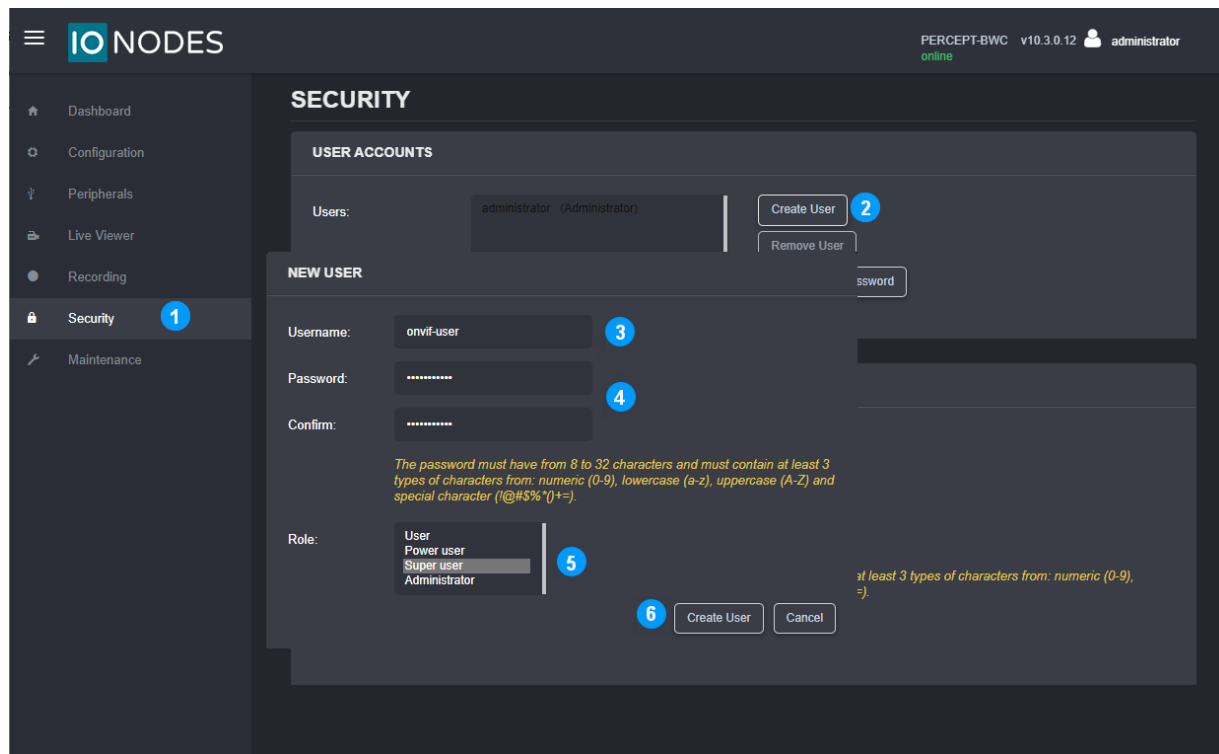 IO NODES
PERCEPT-BWC v10.3.0.12 administrator
online
Dashboard
Configuration
Peripherals
Live Viewer
Recording
Security 1
Maintenance
SECURITY
USER ACCOUNTS
Users:
administrator (Administrator)
Create User 2
Remove User
ssword
NEW USER
Username: onvif-user 3
Password: •••••••••••
4
Confirm: •••••••••••
The password must have from 8 to 32 characters and must contain at least 3
types of characters from: numeric (0-9), lowercase (a-z), uppercase (A-Z) and
special character (!@#$%*()+=).
Role:
User
Power user
Super user
Administrator
5
6 Create User Cancel
at least 3 types of characters from: numeric (0-9),
=).